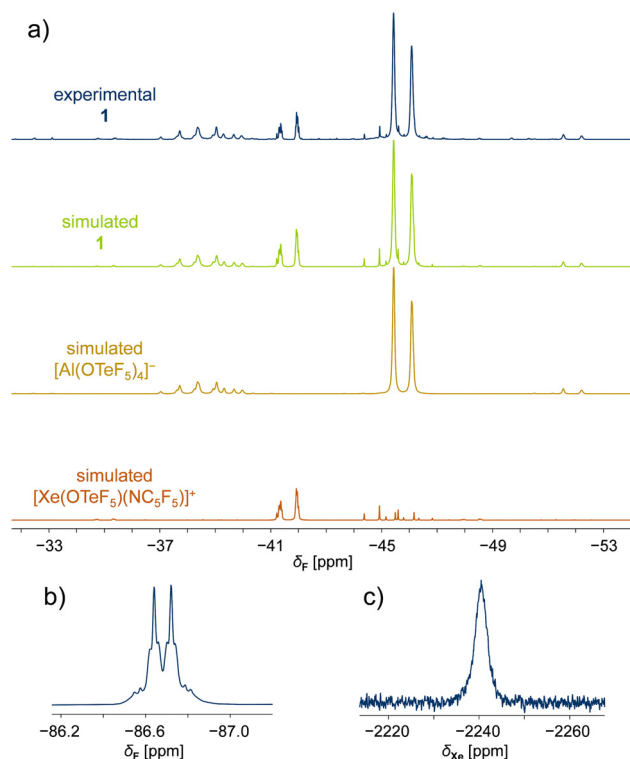 a)
experimental
1
simulated
1
simulated
[Al(OTeF₅)₄]⁻
simulated
[Xe(OTeF₅)(NC₅F₅)]⁺
−33 −37 −41 −45 −49 −53
δF [ppm]
b)
−86.2 −86.6 −87.0
δF [ppm]
c)
−2220 −2240 −2260
δXe [ppm]